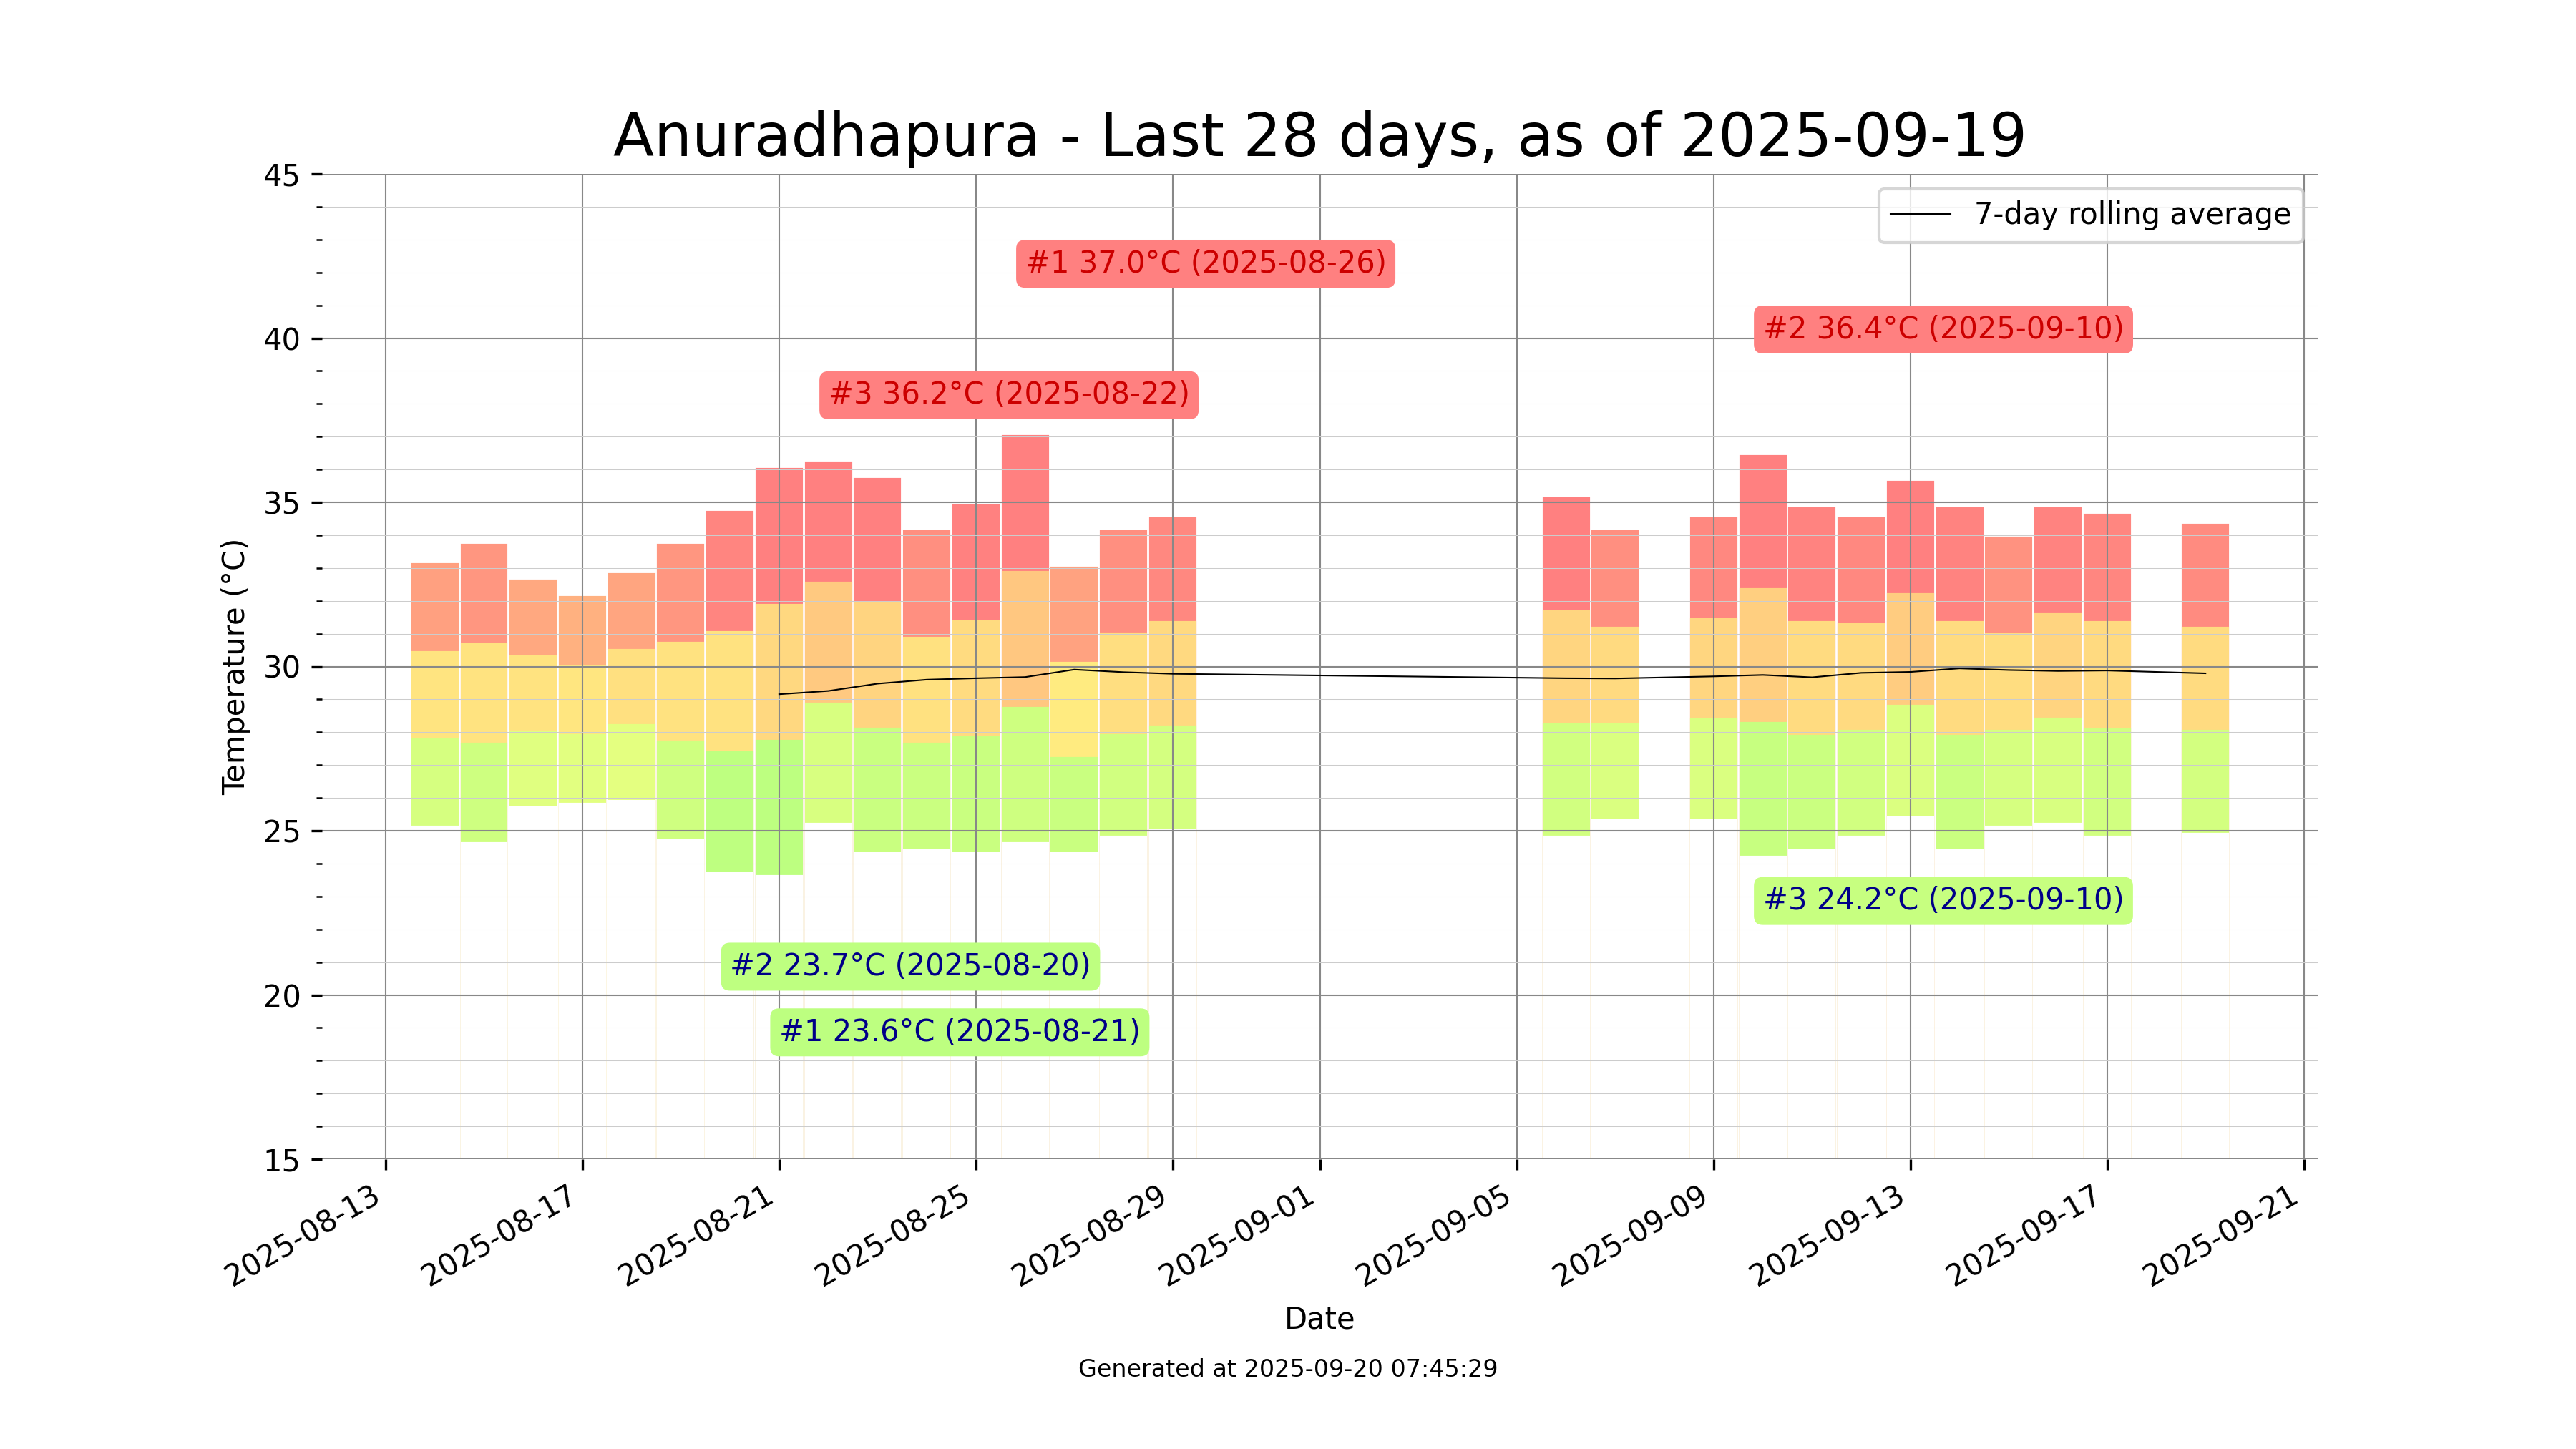 Anuradhapura - Last 28 days, as of 2025-09-19
7-day rolling average
#1 37.0°C (2025-08-26)
#2 36.4°C (2025-09-10)
#3 36.2°C (2025-08-22)
#3 24.2°C (2025-09-10)
#2 23.7°C (2025-08-20)
#1 23.6°C (2025-08-21)
Temperature (°C)
45
40
35
30
25
20
15
2025-08-13
2025-08-17
2025-08-21
2025-08-25
2025-08-29
2025-09-01
2025-09-05
2025-09-09
2025-09-13
2025-09-17
2025-09-21
Date
Generated at 2025-09-20 07:45:29